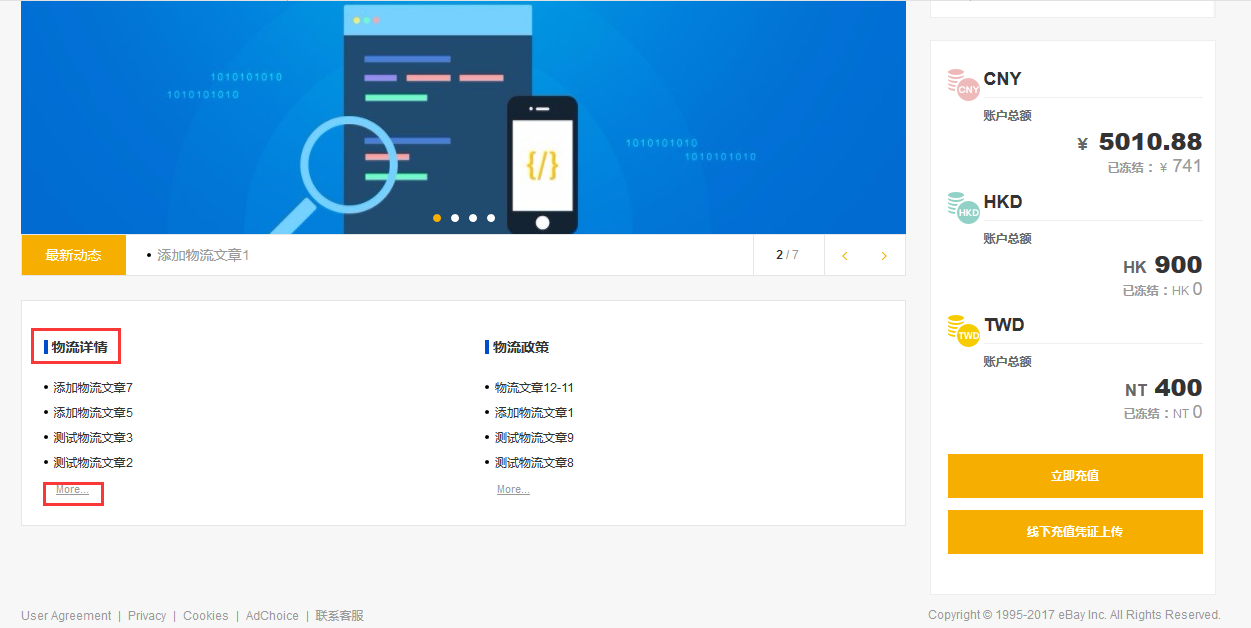 1010101010
1010101010
{/}
1010101010
1010101010
最新动态
• 添加物流文章1
2 / 7
< >
物流详情
• 添加物流文章7
• 添加物流文章5
• 测试物流文章3
• 测试物流文章2
More...
物流政策
• 物流文章12-11
• 添加物流文章1
• 测试物流文章9
• 测试物流文章8
More...
CNY CNY
账户总额
¥ 5010.88
已冻结：¥ 741
HKD HKD
账户总额
HK 900
已冻结：HK 0
TWD TWD
账户总额
NT 400
已冻结：NT 0
立即充值
线下充值凭证上传
User Agreement | Privacy | Cookies | AdChoice | 联系客服
Copyright © 1995-2017 eBay Inc. All Rights Reserved.